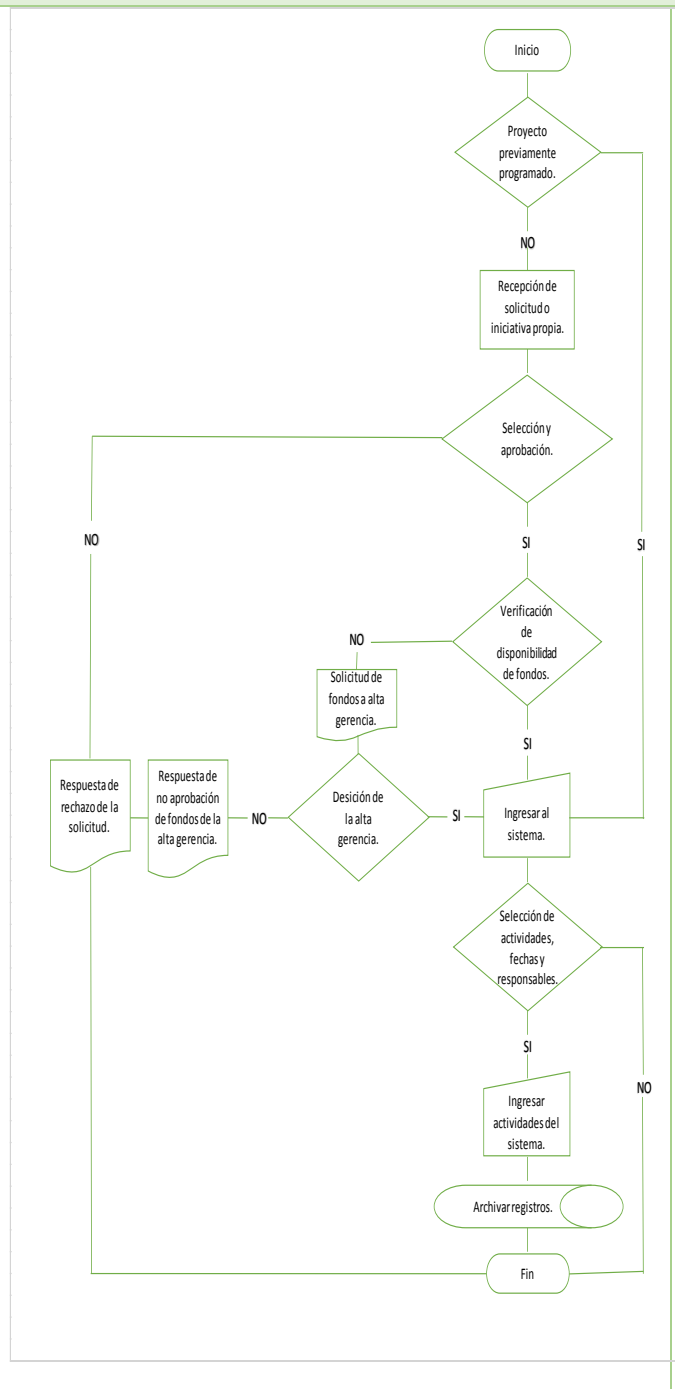 Inicio
Proyecto
previamente
programado.
NO
Recepción de
solicitud o
iniciativa propia.
Selección y
aprobación.
NO
SI
SI
Verificación
de
disponibilidad
de fondos.
NO
Solicitud de
fondos a alta
gerencia.
SI
Respuesta de
rechazo de la
solicitud.
Respuesta de
no aprobación
de fondos de la
alta gerencia.
NO
Desición de
la alta
gerencia.
SI
Ingresar al
sistema.
Selección de
actividades,
fechas y
responsables.
SI
NO
Ingresar
actividades del
sistema.
Archivar registros.
Fin